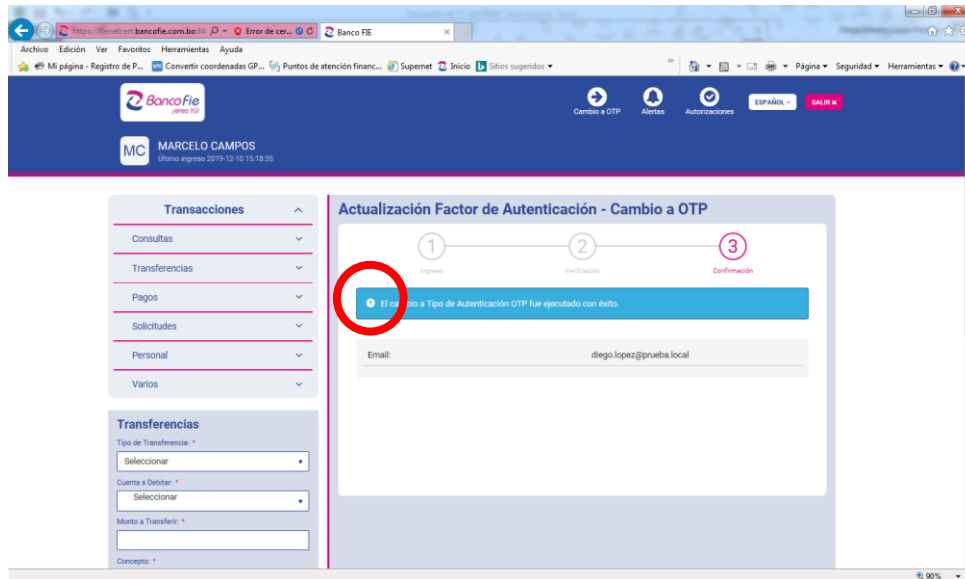 https://fienetcert.bancofie.com.bo:84
Error de cer...
Banco FIE
Archivo Edición Ver Favoritos Herramientas Ayuda
Mi página - Registro de P... Convertir coordenadas GP... Puntos de atención financ... Supernet Inicio Sitios sugeridos
Página Seguridad Herramientas
Banco Fie
¡eres tú!
Cambio a OTP Alertas Autorizaciones ESPAÑOL SALIR x
MC MARCELO CAMPOS
Último ingreso 2019-12-10 15:18:35
Transacciones
Consultas
Transferencias
Pagos
Solicitudes
Personal
Varios
Transferencias
Tipo de Transferencia: *
Seleccionar
Cuenta a Debitar: *
Seleccionar
Monto a Transferir: *
Concepto: *
Actualización Factor de Autenticación - Cambio a OTP
1 2 3
Ingreso Verificación Confirmación
El cambio a Tipo de Autenticación OTP fue ejecutado con éxito.
Email: diego.lopez@prueba.local
90%